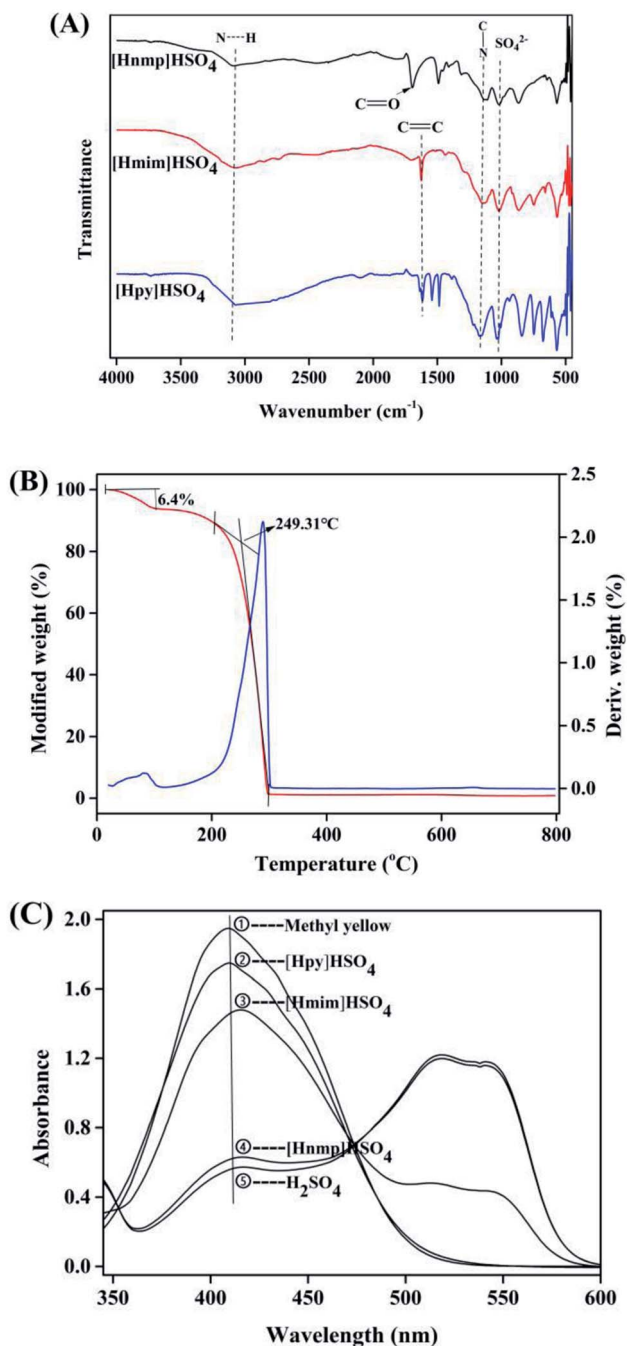 (A)
N----H
C
N
SO₄²⁻
[Hnmp]HSO₄
C=O
C=C
[Hmim]HSO₄
[Hpy]HSO₄
Transmittance
4000 3500 3000 2500 2000 1500 1000 500
Wavenumber (cm⁻¹)
(B)
100
80
60
40
20
0
6.4%
249.31℃
2.5
2.0
1.5
1.0
0.5
0.0
Modified weight (%)
Deriv. weight (%)
0 200 400 600 800
Temperature (°C)
(C)
2.0
1.6
1.2
0.8
0.4
0.0
①----Methyl yellow
②----[Hpy]HSO₄
③----[Hmim]HSO₄
④----[Hnmp]HSO₄
⑤----H₂SO₄
Absorbance
350 400 450 500 550 600
Wavelength (nm)